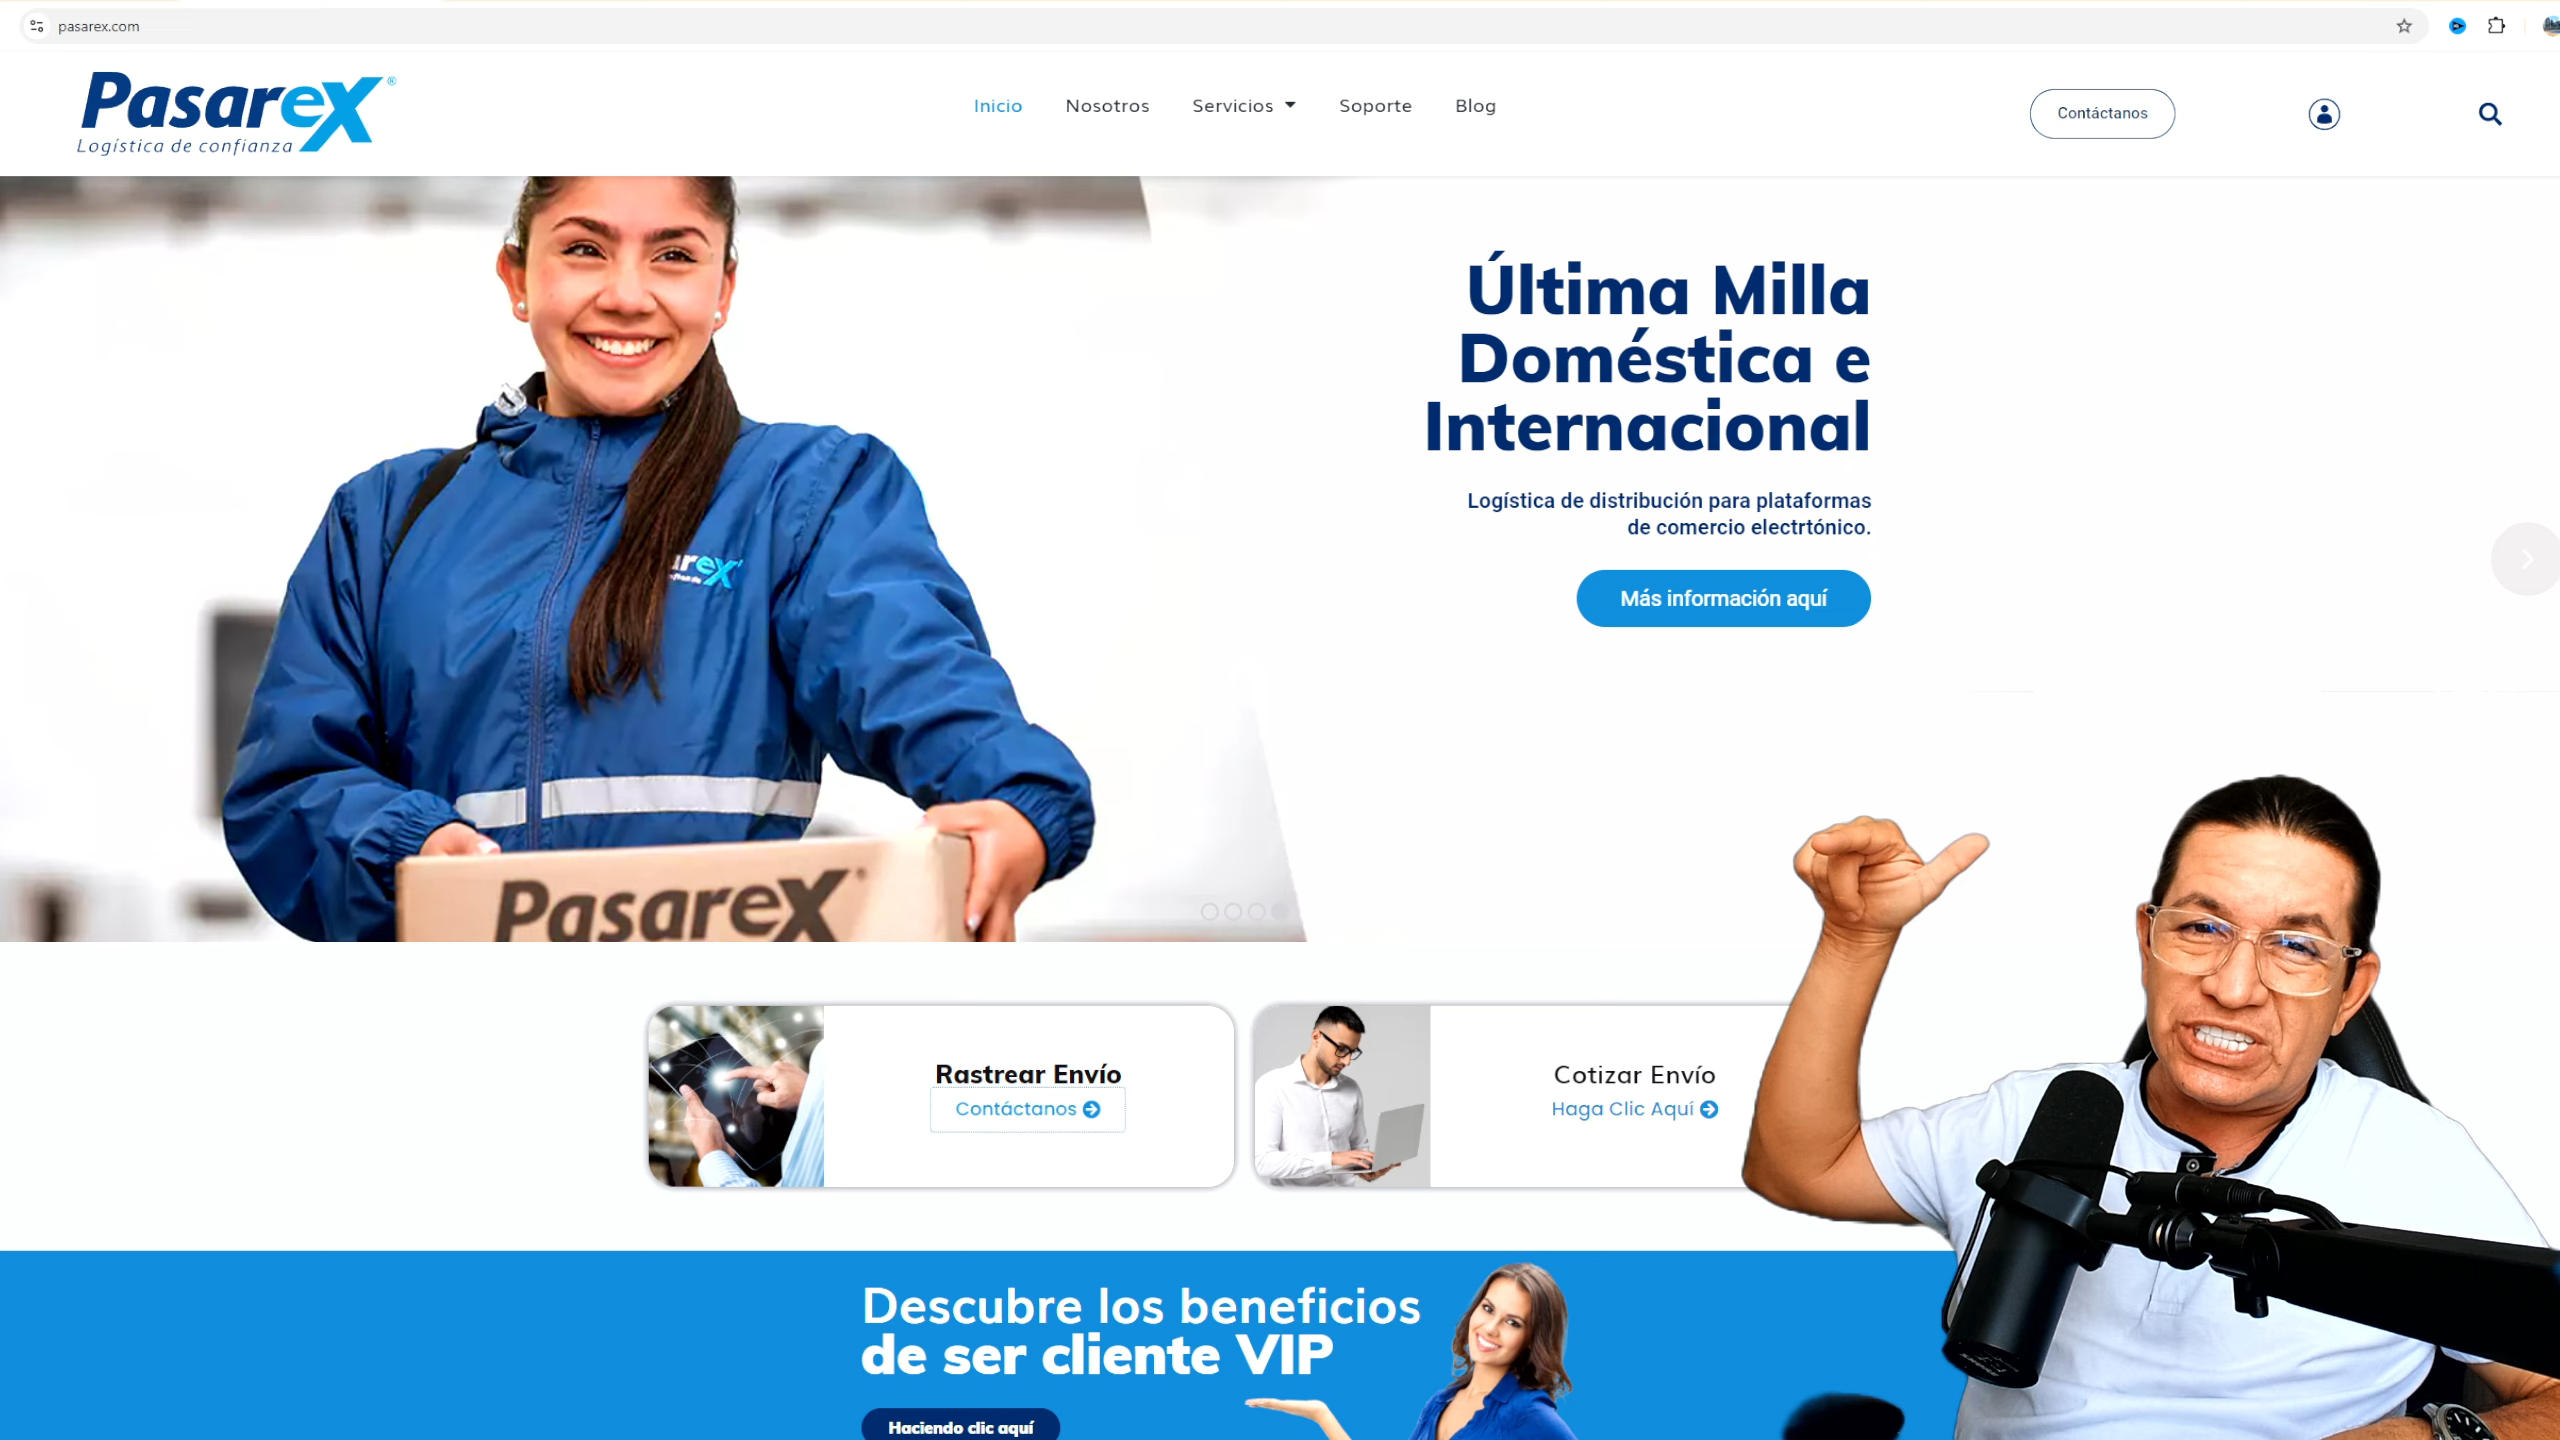 pasarex.com
Pasarex®
Logística de confianza
Inicio
Nosotros
Servicios
Soporte
Blog
Contáctanos
Última Milla
Doméstica e
Internacional
Logística de distribución para plataformas
de comercio electrtónico.
Más información aquí
arex
Pasarex
Rastrear Envío
Contáctanos
Cotizar Envío
Haga Clic Aquí
Descubre los beneficios
de ser cliente VIP
Haciendo clic aquí